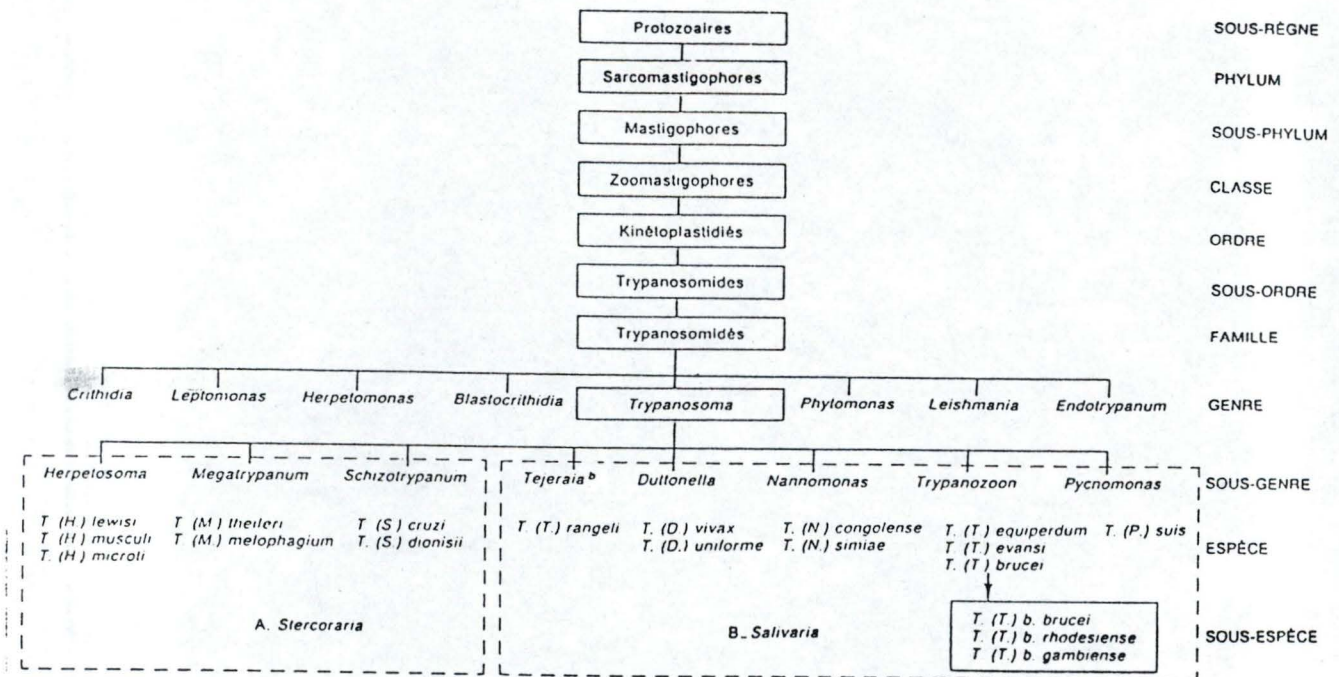 Protozoaires SOUS-RÈGNE
Sarcomastigophores PHYLUM
Mastigophores SOUS-PHYLUM
Zoomastigophores CLASSE
Kinétoplastidiés ORDRE
Trypanosomides SOUS-ORDRE
Trypanosomidés FAMILLE
Crithidia Leptomonas Herpetomonas Blastocrithidia Trypanosoma Phytomonas Leishmania Endotrypanum GENRE
Herpetosoma Megatrypanum Schizotrypanum Tejeraia b Duttonella Nannomonas Trypanozoon Pycnomonas SOUS-GENRE
T (H.) lewisi T (M) theileri T (S) cruzi T. (T.) rangeli T. (D) vivax T. (N) congolense T. (T) equiperdum T. (P.) suis
T (H) musculi T (M.) melophagium T. (S.) dionisii T. (D.) uniforme T. (N.) simiae T. (T) evansi ESPÈCE
T. (H) microti T. (T) brucei
A. Stercoraria B_ Salivaria T. (T.) b. brucei
T. (T.) b. rhodesiense SOUS-ESPÈCE
T (T.) b. gambiense